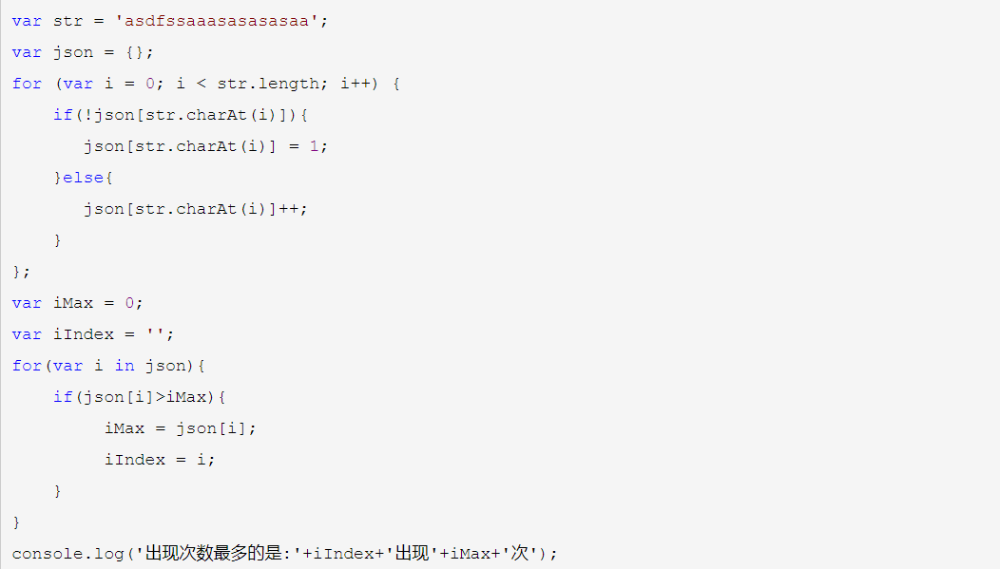 var str = 'asdfssaaasasasasaa';
var json = {};
for (var i = 0; i < str.length; i++) {
    if(!json[str.charAt(i)]){
       json[str.charAt(i)] = 1;
    }else{
       json[str.charAt(i)]++;
    }
};
var iMax = 0;
var iIndex = '';
for(var i in json){
    if(json[i]>iMax){
         iMax = json[i];
         iIndex = i;
    }
}
console.log('出现次数最多的是:'+iIndex+'出现'+iMax+'次');